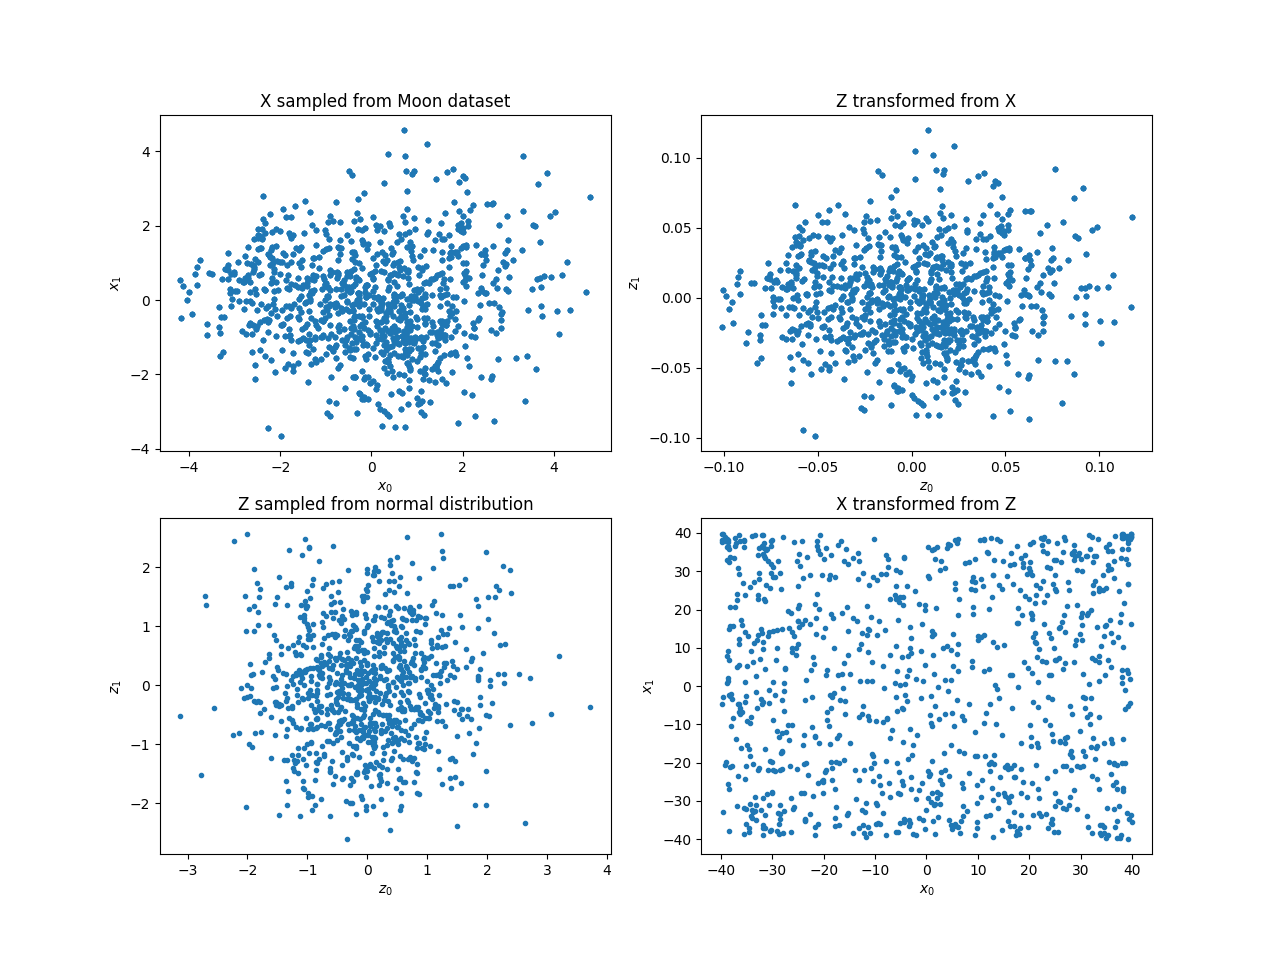 X sampled from Moon dataset
x₁
4
2
0
−2
−4
−4 −2 0 2 4
x₀
Z transformed from X
z₁
0.10
0.05
0.00
−0.05
−0.10
−0.10 −0.05 0.00 0.05 0.10
z₀
Z sampled from normal distribution
z₁
2
1
0
−1
−2
−3 −2 −1 0 1 2 3 4
z₀
X transformed from Z
x₁
40
30
20
10
0
−10
−20
−30
−40
−40 −30 −20 −10 0 10 20 30 40
x₀